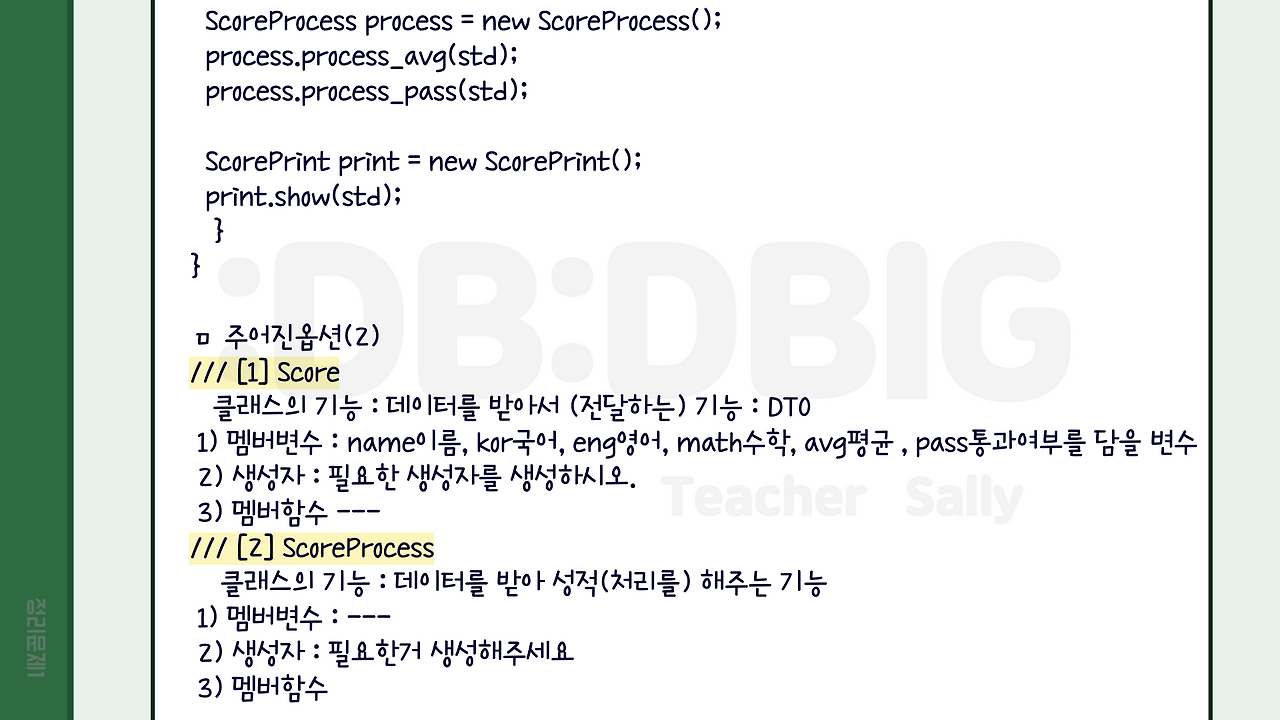 ScoreProcess process = new ScoreProcess();
process.process_avg(std);
process.process_pass(std);
ScorePrint print = new ScorePrint();
print.show(std);
}
}
ㅁ 주어진옵션(2)
/// [1] Score
클래스의 기능 : 데이터를 받아서 (전달하는) 기능 : DTO
1) 멤버변수 : name이름, kor국어, eng영어, math수학, avg평균 , pass통과여부를 담을 변수
2) 생성자 : 필요한 생성자를 생성하시오.
3) 멤버함수 ---
/// [2] ScoreProcess
클래스의 기능 : 데이터를 받아 성적(처리를) 해주는 기능
1) 멤버변수 : ---
2) 생성자 : 필요한거 생성해주세요
3) 멤버함수
:DB:DBIG
Teacher Sally
정리문제1